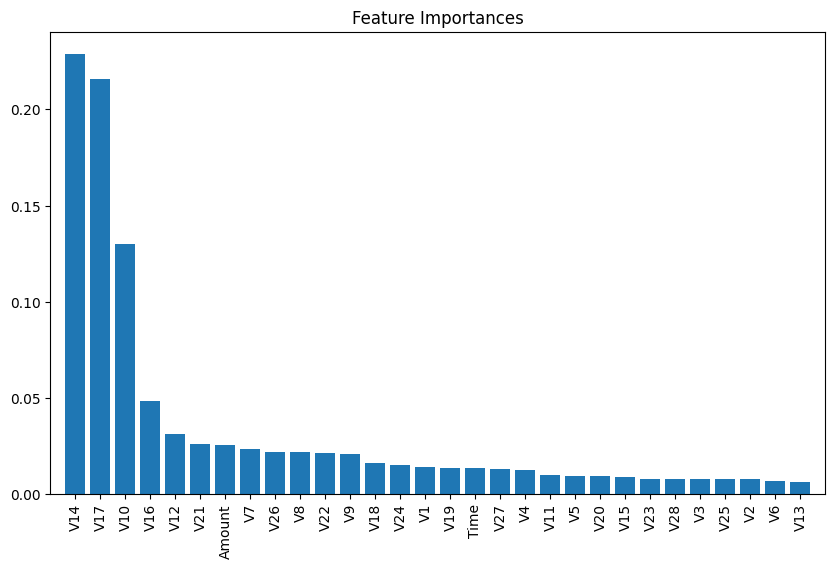 Feature Importances
0.20
0.15
0.10
0.05
0.00
V14
V17
V10
V16
V12
V21
Amount
V7
V26
V8
V22
V9
V18
V24
V1
V19
Time
V27
V4
V11
V5
V20
V15
V23
V28
V3
V25
V2
V6
V13